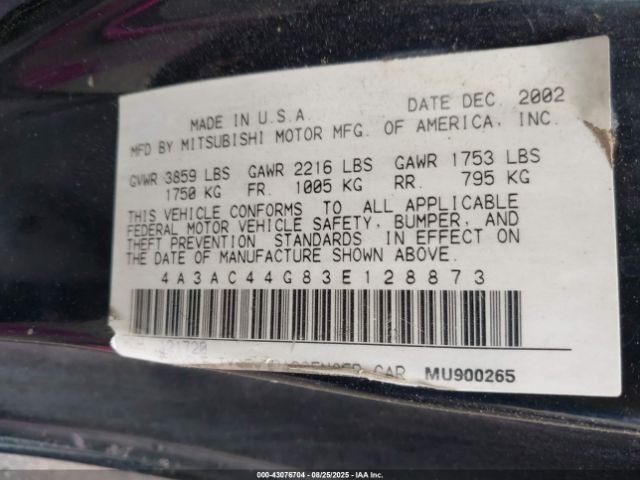 MADE IN U.S.A. DATE DEC. 2002
MFD BY MITSUBISHI MOTOR MFG. OF AMERICA, INC.
GVWR 3859 LBS GAWR 2216 LBS GAWR 1753 LBS
1750 KG FR. 1005 KG RR. 795 KG
THIS VEHICLE CONFORMS TO ALL APPLICABLE
FEDERAL MOTOR VEHICLE SAFETY, BUMPER, AND
THEFT PREVENTION STANDARDS IN EFFECT ON
THE DATE OF MANUFACTURE SHOWN ABOVE.
4A3AC44G83E128873
CAR MU900265
000-43076704 - 08/25/2025 - IAA Inc.